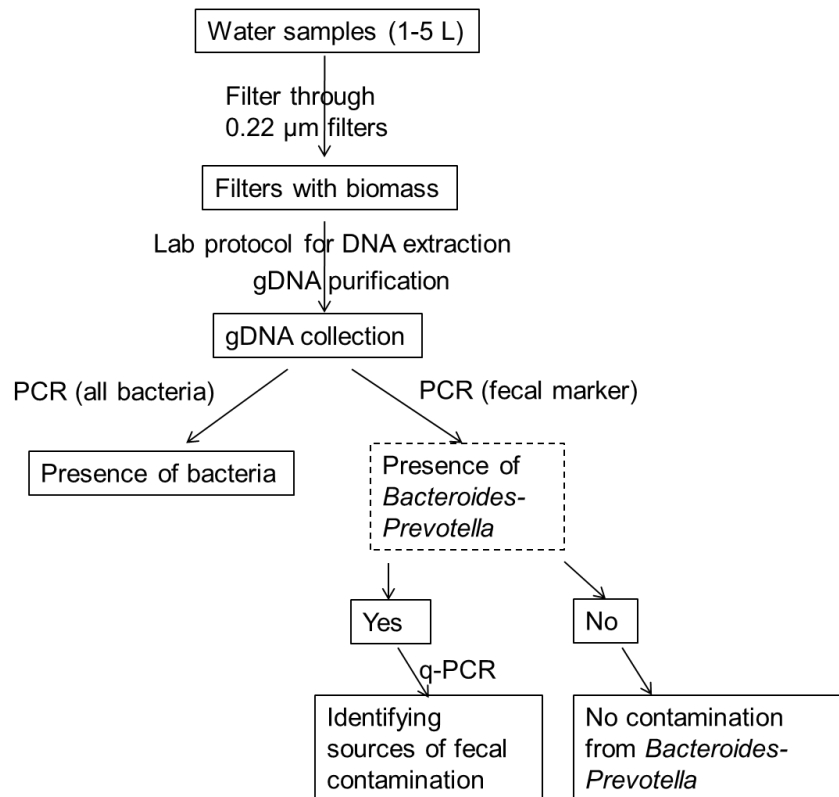 Water samples (1-5 L)
Filter through
0.22 µm filters
Filters with biomass
Lab protocol for DNA extraction
gDNA purification
gDNA collection
PCR (all bacteria)
PCR (fecal marker)
Presence of bacteria
Presence of
Bacteroides-
Prevotella
Yes
No
q-PCR
Identifying
sources of fecal
contamination
No contamination
from Bacteroides-
Prevotella